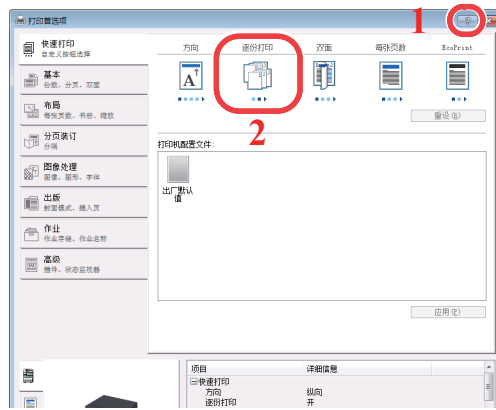 打印首选项
1
?
快速打印
自定义按钮选择
方向
逐份打印
双面
每张页数
EcoPrint
基本
份数、分页、双面
A
2
布局
每张页数、书册、缩放
重设(R)
分页装订
分隔
打印机配置文件:
图像处理
图像、图形、字体
出厂默认
值
出版
封面模式、插入页
作业
作业存储、作业名称
高级
插件、状态监视器
应用(P)
项目
详细信息
快速打印
方向
纵向
逐份打印
开